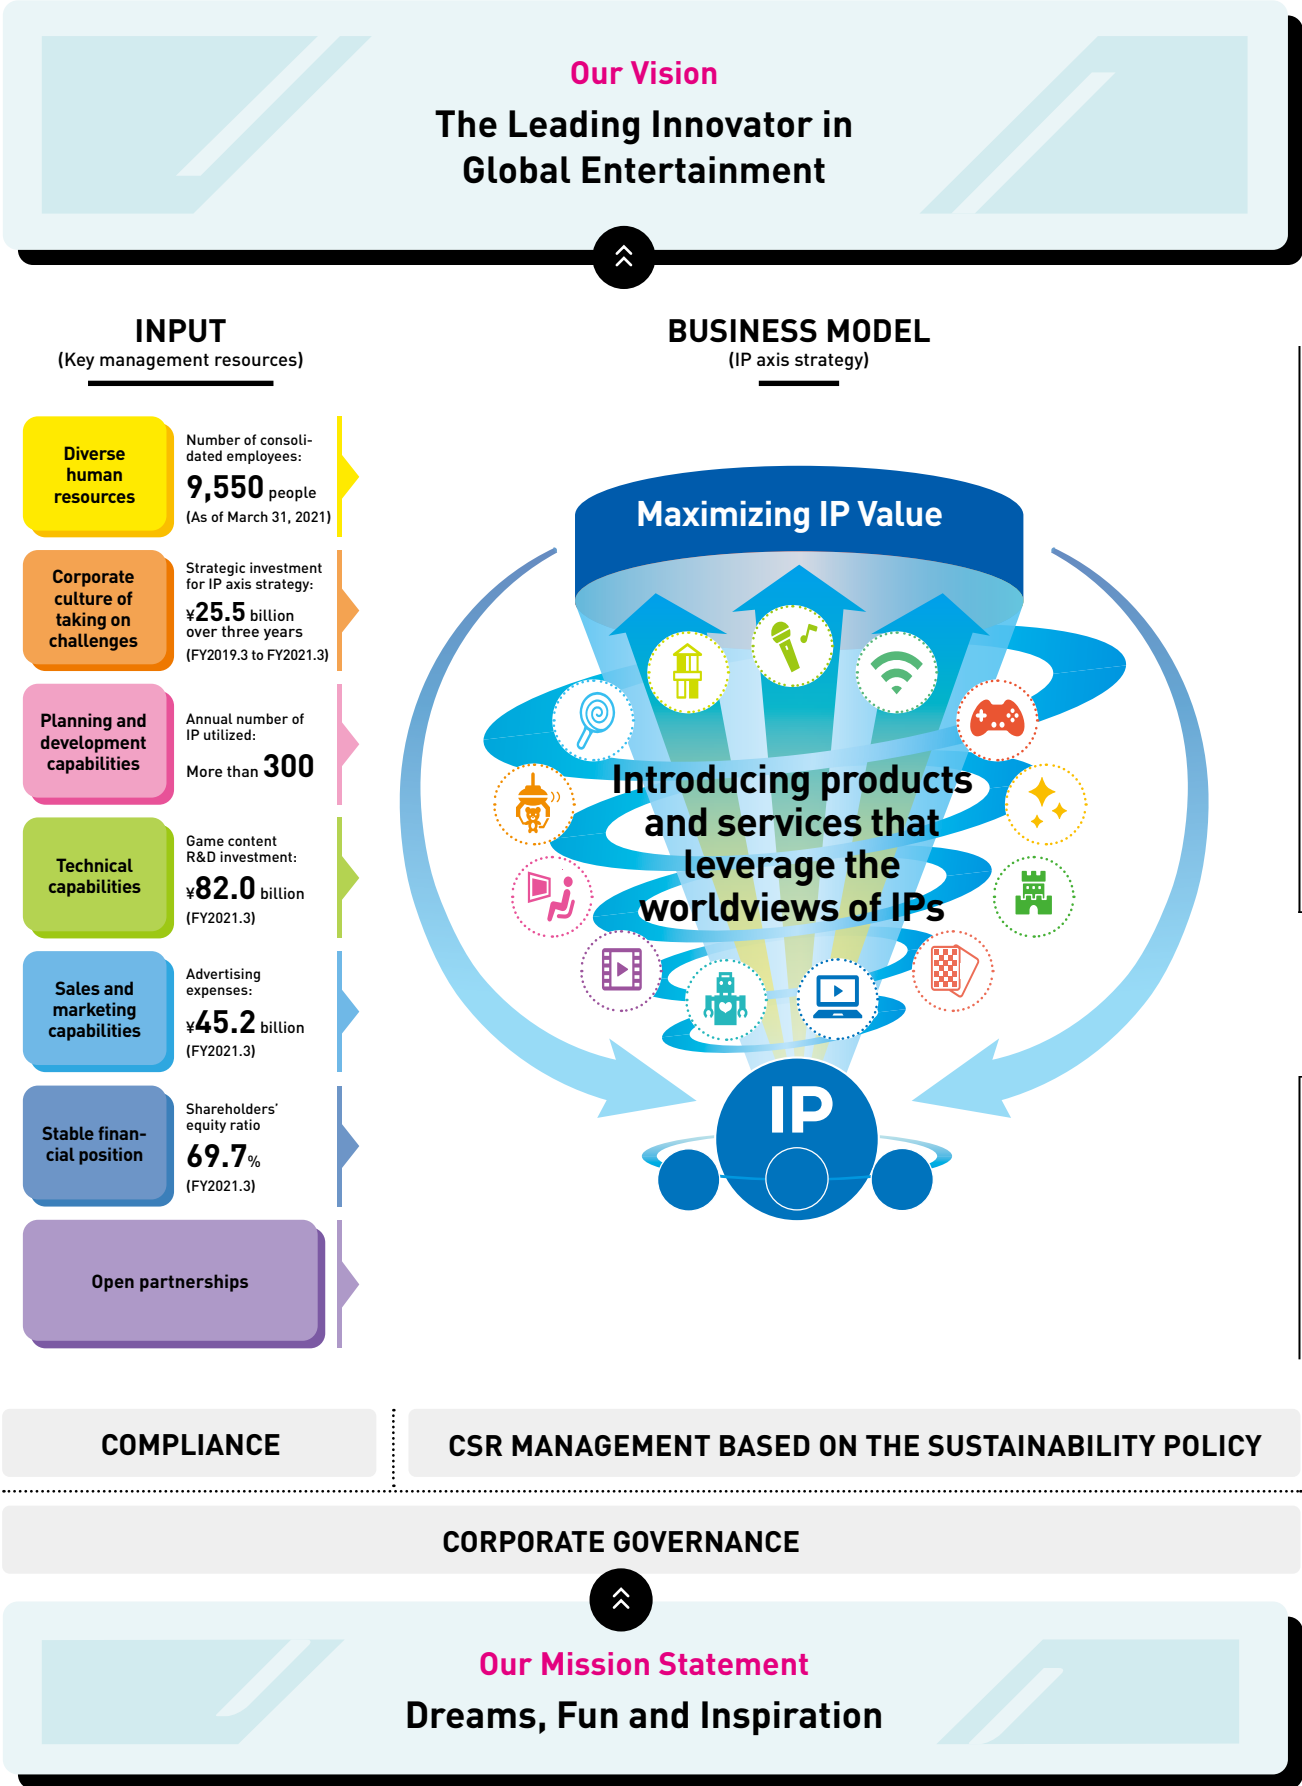 Our Vision
The Leading Innovator in
Global Entertainment
INPUT
(Key management resources)
Diverse
human
resources
Number of consoli-
dated employees:
9,550 people
(As of March 31, 2021)
Corporate
culture of
taking on
challenges
Strategic investment
for IP axis strategy:
¥25.5 billion
over three years
(FY2019.3 to FY2021.3)
Planning and
development
capabilities
Annual number of
IP utilized:
More than 300
Technical
capabilities
Game content
R&D investment:
¥82.0 billion
(FY2021.3)
Sales and
marketing
capabilities
Advertising
expenses:
¥45.2 billion
(FY2021.3)
Stable finan-
cial position
Shareholders'
equity ratio
69.7%
(FY2021.3)
Open partnerships
BUSINESS MODEL
(IP axis strategy)
Maximizing IP Value
Introducing products
and services that
leverage the
worldviews of IPs
IP
COMPLIANCE
CSR MANAGEMENT BASED ON THE SUSTAINABILITY POLICY
CORPORATE GOVERNANCE
Our Mission Statement
Dreams, Fun and Inspiration